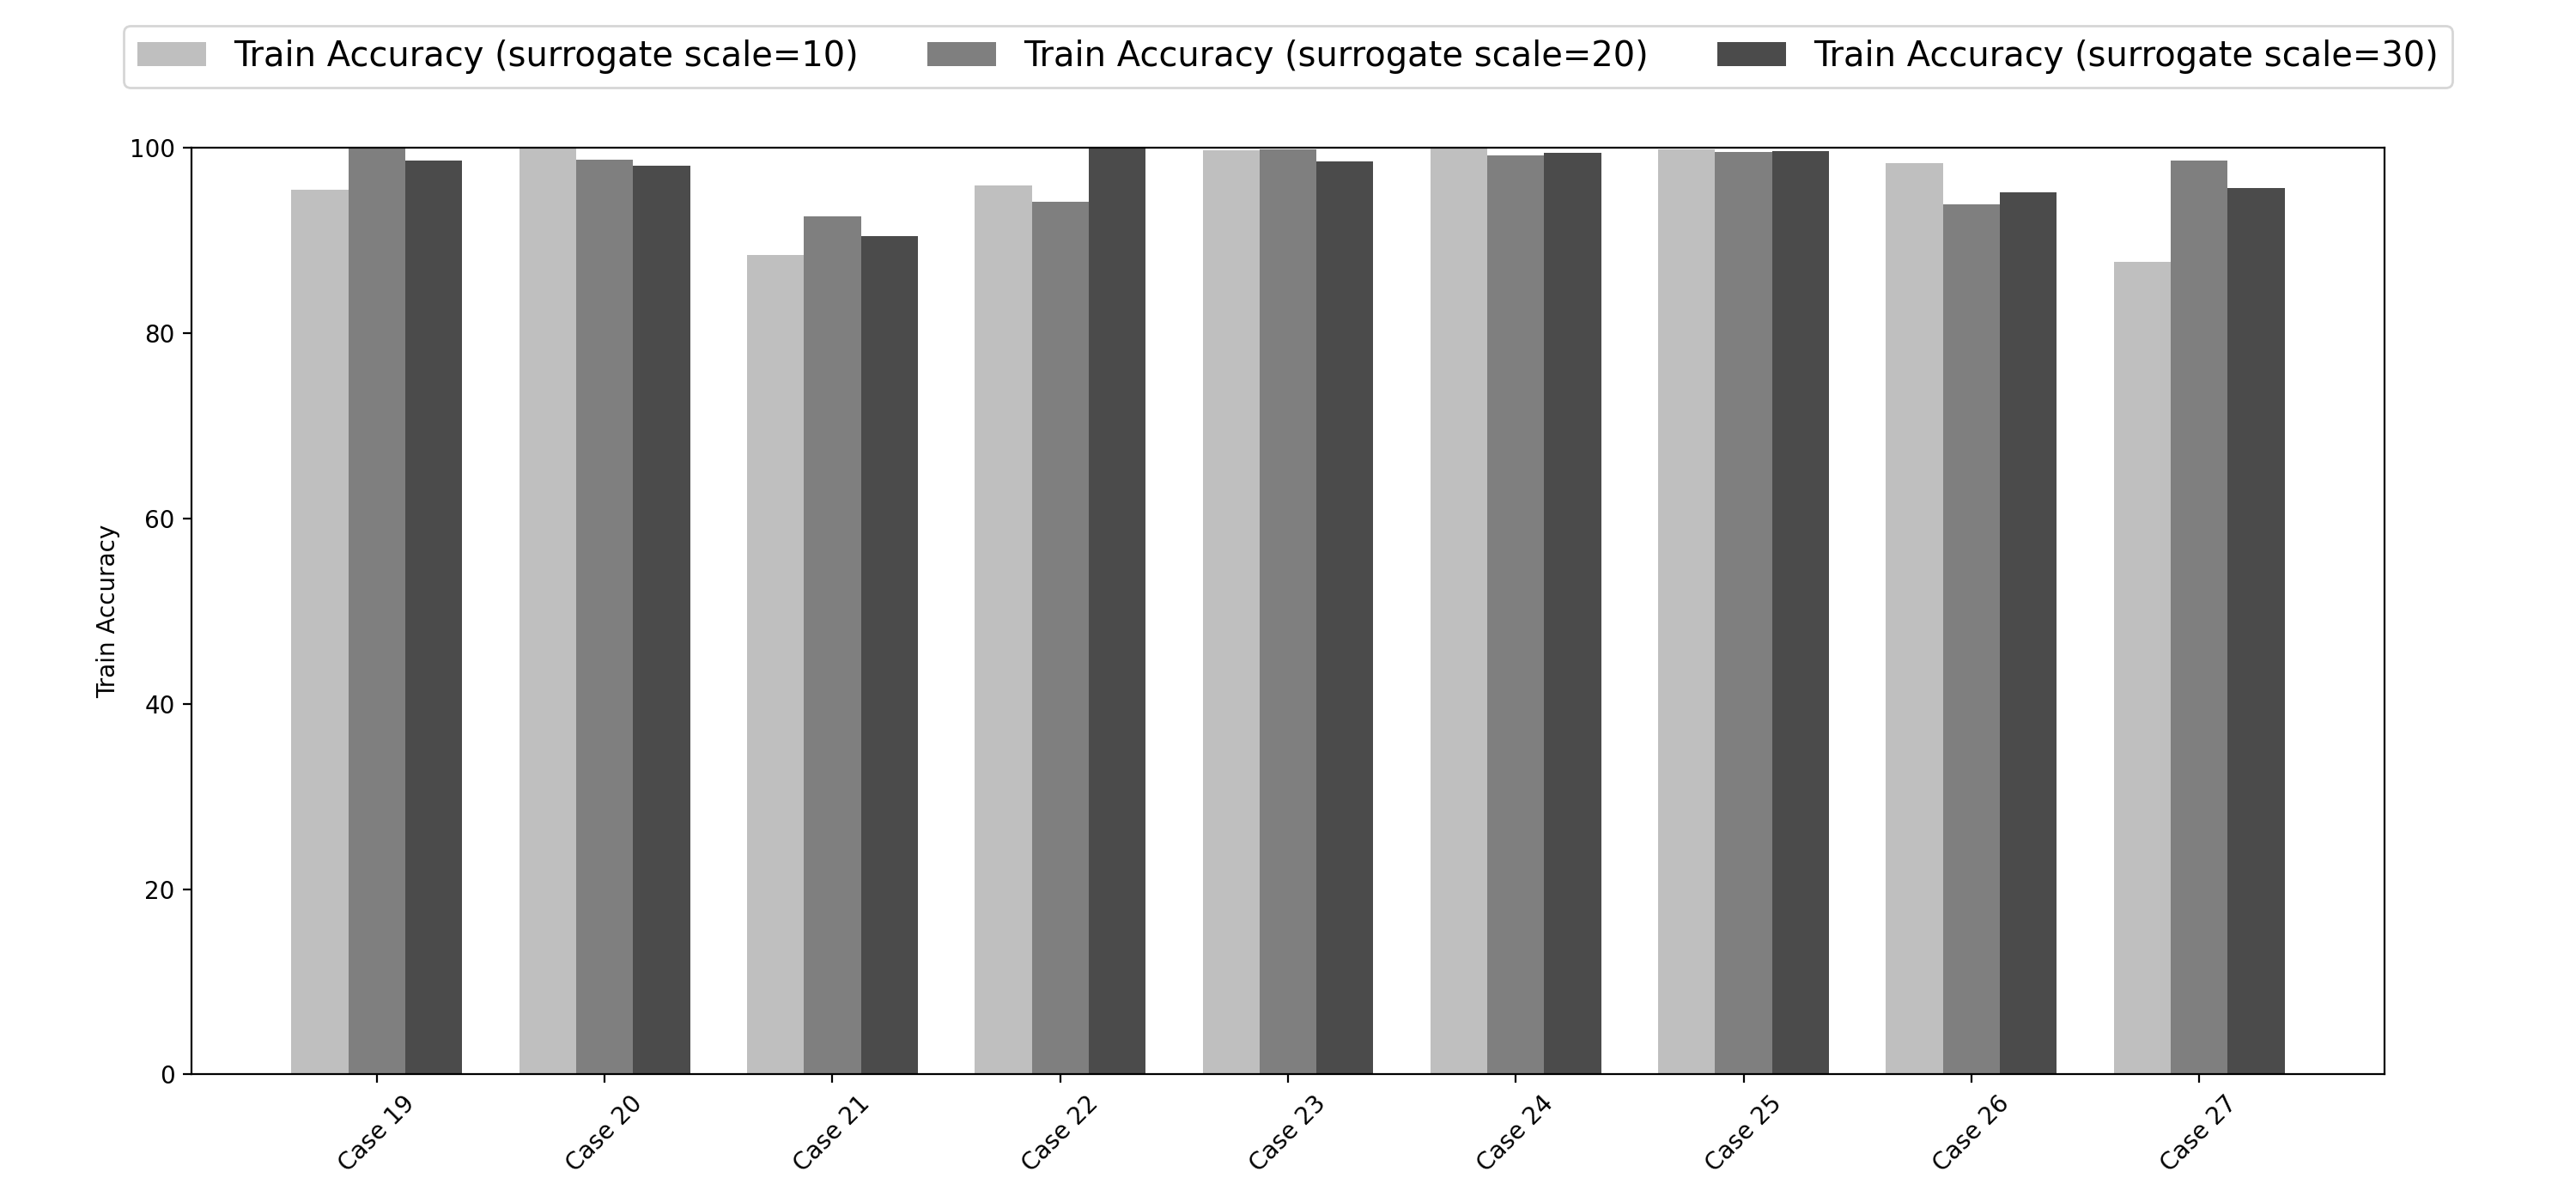 Train Accuracy (surrogate scale=10) Train Accuracy (surrogate scale=20) Train Accuracy (surrogate scale=30)
100
80
60
40
20
0
Train Accuracy
Case 19 Case 20 Case 21 Case 22 Case 23 Case 24 Case 25 Case 26 Case 27